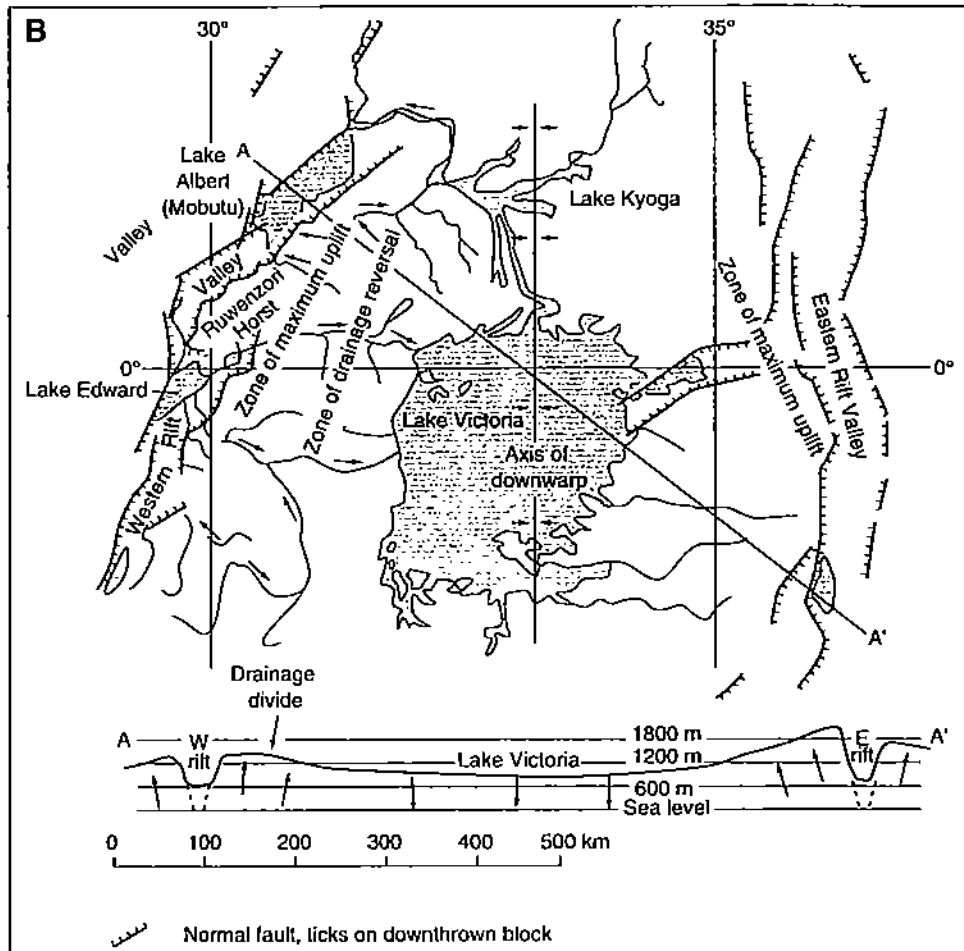 B
30°
35°
Lake
Albert
(Mobutu)
A
Lake Kyoga
Valley
Valley
Ruwenzori
Horst
Zone of maximum uplift
Zone of drainage reversal
Zone of maximum uplift
Eastern Rift Valley
0°
0°
Lake Edward
Western Rift
Lake Victoria
Axis of
downwarp
A'
Drainage
divide
A
W
rift
Lake Victoria
1800 m
1200 m
600 m
Sea level
E
rift
A'
0 100 200 300 400 500 km
Normal fault, ticks on downthrown block